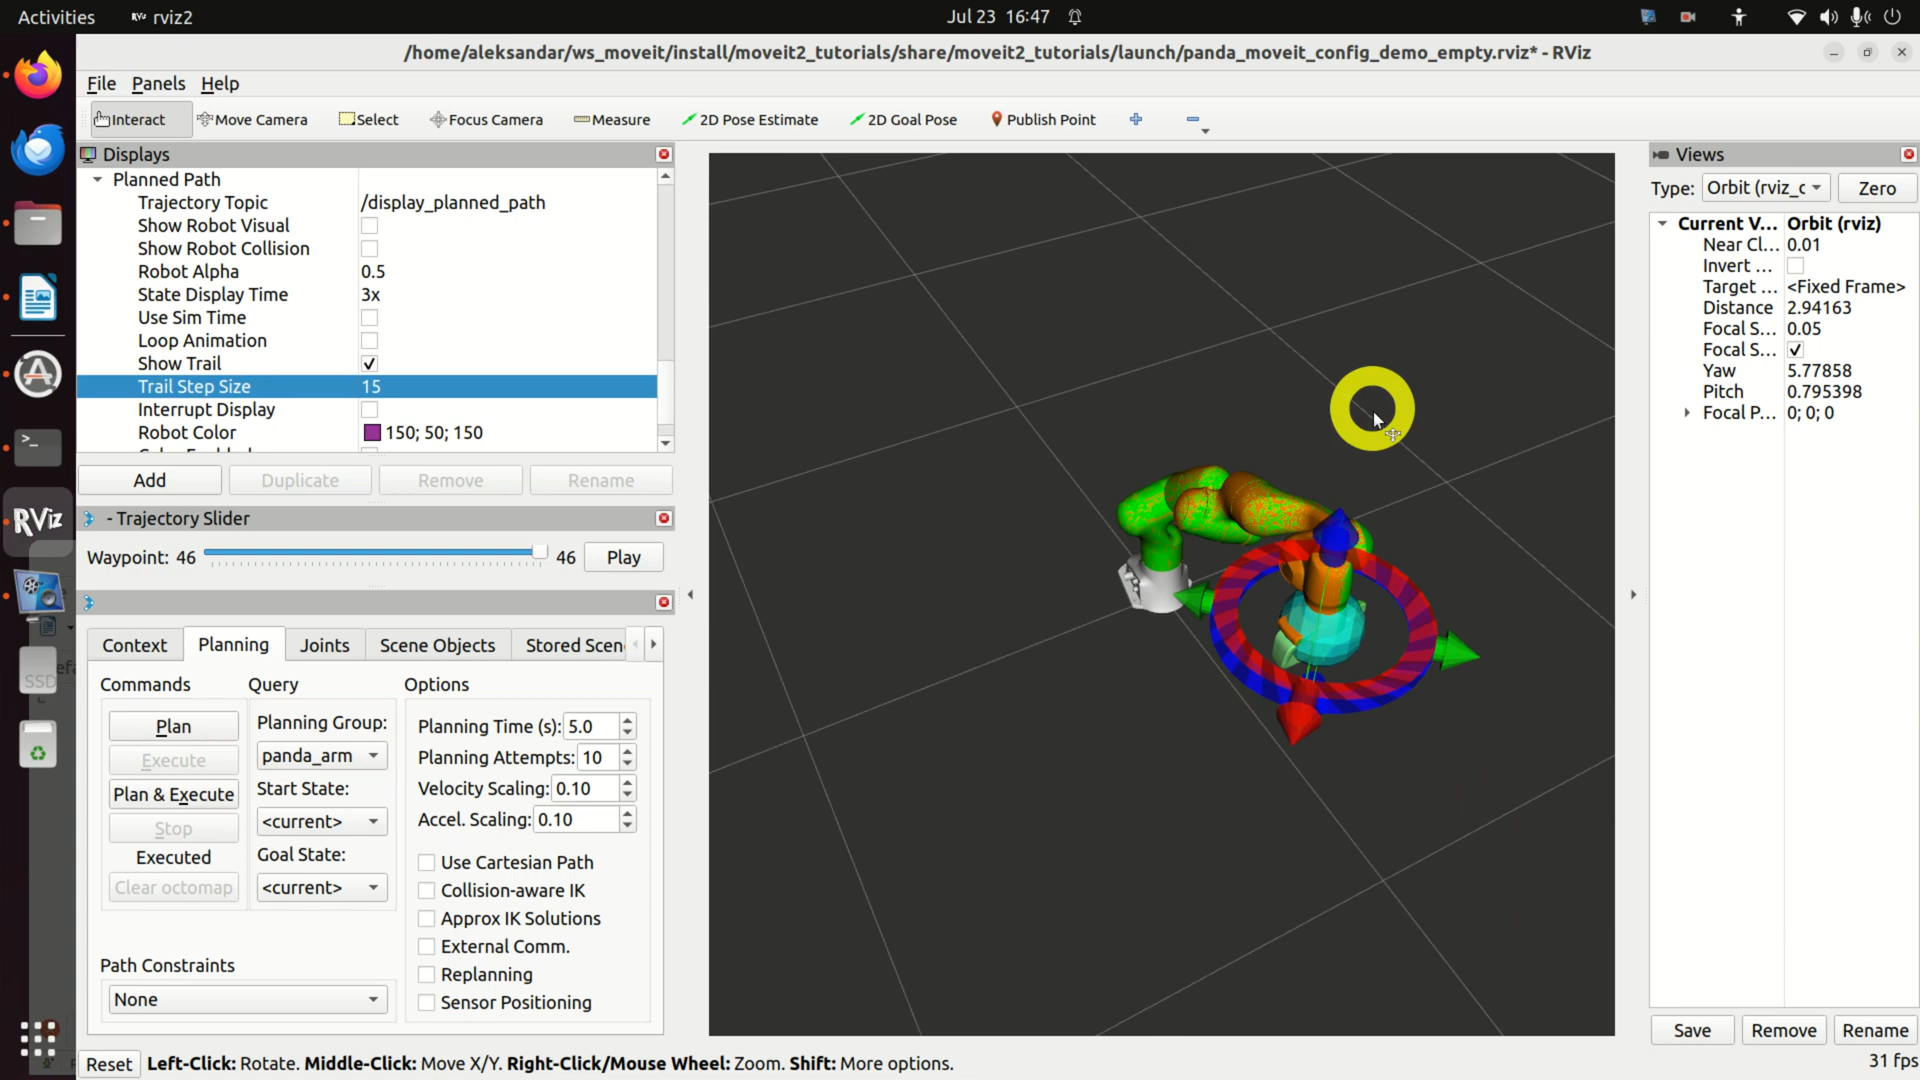 Activities
RViz rviz2
Jul 23 16:47
/home/aleksandar/ws_moveit/install/moveit2_tutorials/share/moveit2_tutorials/launch/panda_moveit_config_demo_empty.rviz* - RViz
File Panels Help
Interact Move Camera Select Focus Camera Measure 2D Pose Estimate 2D Goal Pose Publish Point
Displays
Planned Path
Trajectory Topic /display_planned_path
Show Robot Visual
Show Robot Collision
Robot Alpha 0.5
State Display Time 3x
Use Sim Time
Loop Animation
Show Trail
Trail Step Size 15
Interrupt Display
Robot Color 150; 50; 150
Add Duplicate Remove Rename
- Trajectory Slider
Waypoint: 46 46 Play
Context Planning Joints Scene Objects Stored Scen
Commands Query Options
Plan
Execute
Plan & Execute
Stop
Executed
Clear octomap
Planning Group:
panda_arm
Start State:
<current>
Goal State:
<current>
Planning Time (s): 5.0
Planning Attempts: 10
Velocity Scaling: 0.10
Accel. Scaling: 0.10
Use Cartesian Path
Collision-aware IK
Approx IK Solutions
External Comm.
Replanning
Sensor Positioning
Path Constraints
None
Reset Left-Click: Rotate. Middle-Click: Move X/Y. Right-Click/Mouse Wheel: Zoom. Shift: More options.
31 fps
Views
Type: Orbit (rviz_c Zero
Current V... Orbit (rviz)
Near Cl... 0.01
Invert ...
Target ... <Fixed Frame>
Distance 2.94163
Focal S... 0.05
Focal S...
Yaw 5.77858
Pitch 0.795398
Focal P... 0; 0; 0
Save Remove Rename
RViz
SSD